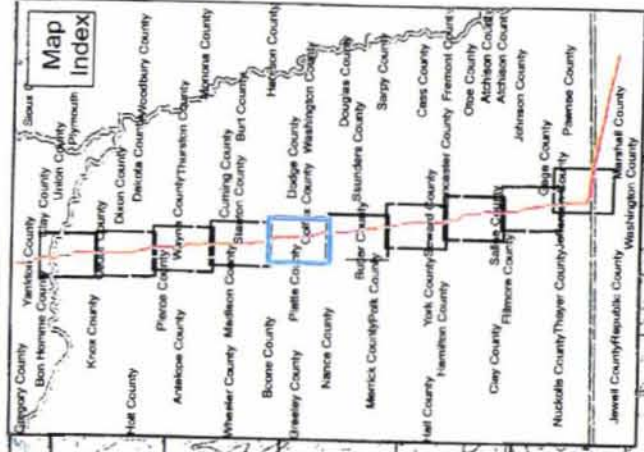 Map
Index
Sioux
Gregory County
Yankton County
Union County
Plymouth
Bon Homme County
Clay County
Knox County
Cedar County
Dixon County
Dakota County
Woodbury County
Holt County
Pierce County
Wayne County
Thurston County
Monona County
Antelope County
Cuming County
Burt County
Wheeler County
Madison County
Stanton County
Harrison County
Boone County
Dodge County
Washington County
Greeley County
Platte County
Colfax County
Nance County
Douglas County
Saunders County
Sarpy County
Merrick County
Polk County
Butler County
Cass County
Hall County
Hamilton County
York County
Seward County
Lancaster County
Fremont County
Otoe County
Atchison County
Atchison County
Clay County
Fillmore County
Saline County
Johnson County
Gage County
Pawnee County
Nuckolls County
Thayer County
Jefferson County
Marshall County
Jewell County
Republic County
Washington County